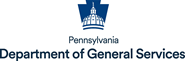 Pennsylvania
Department of General Services